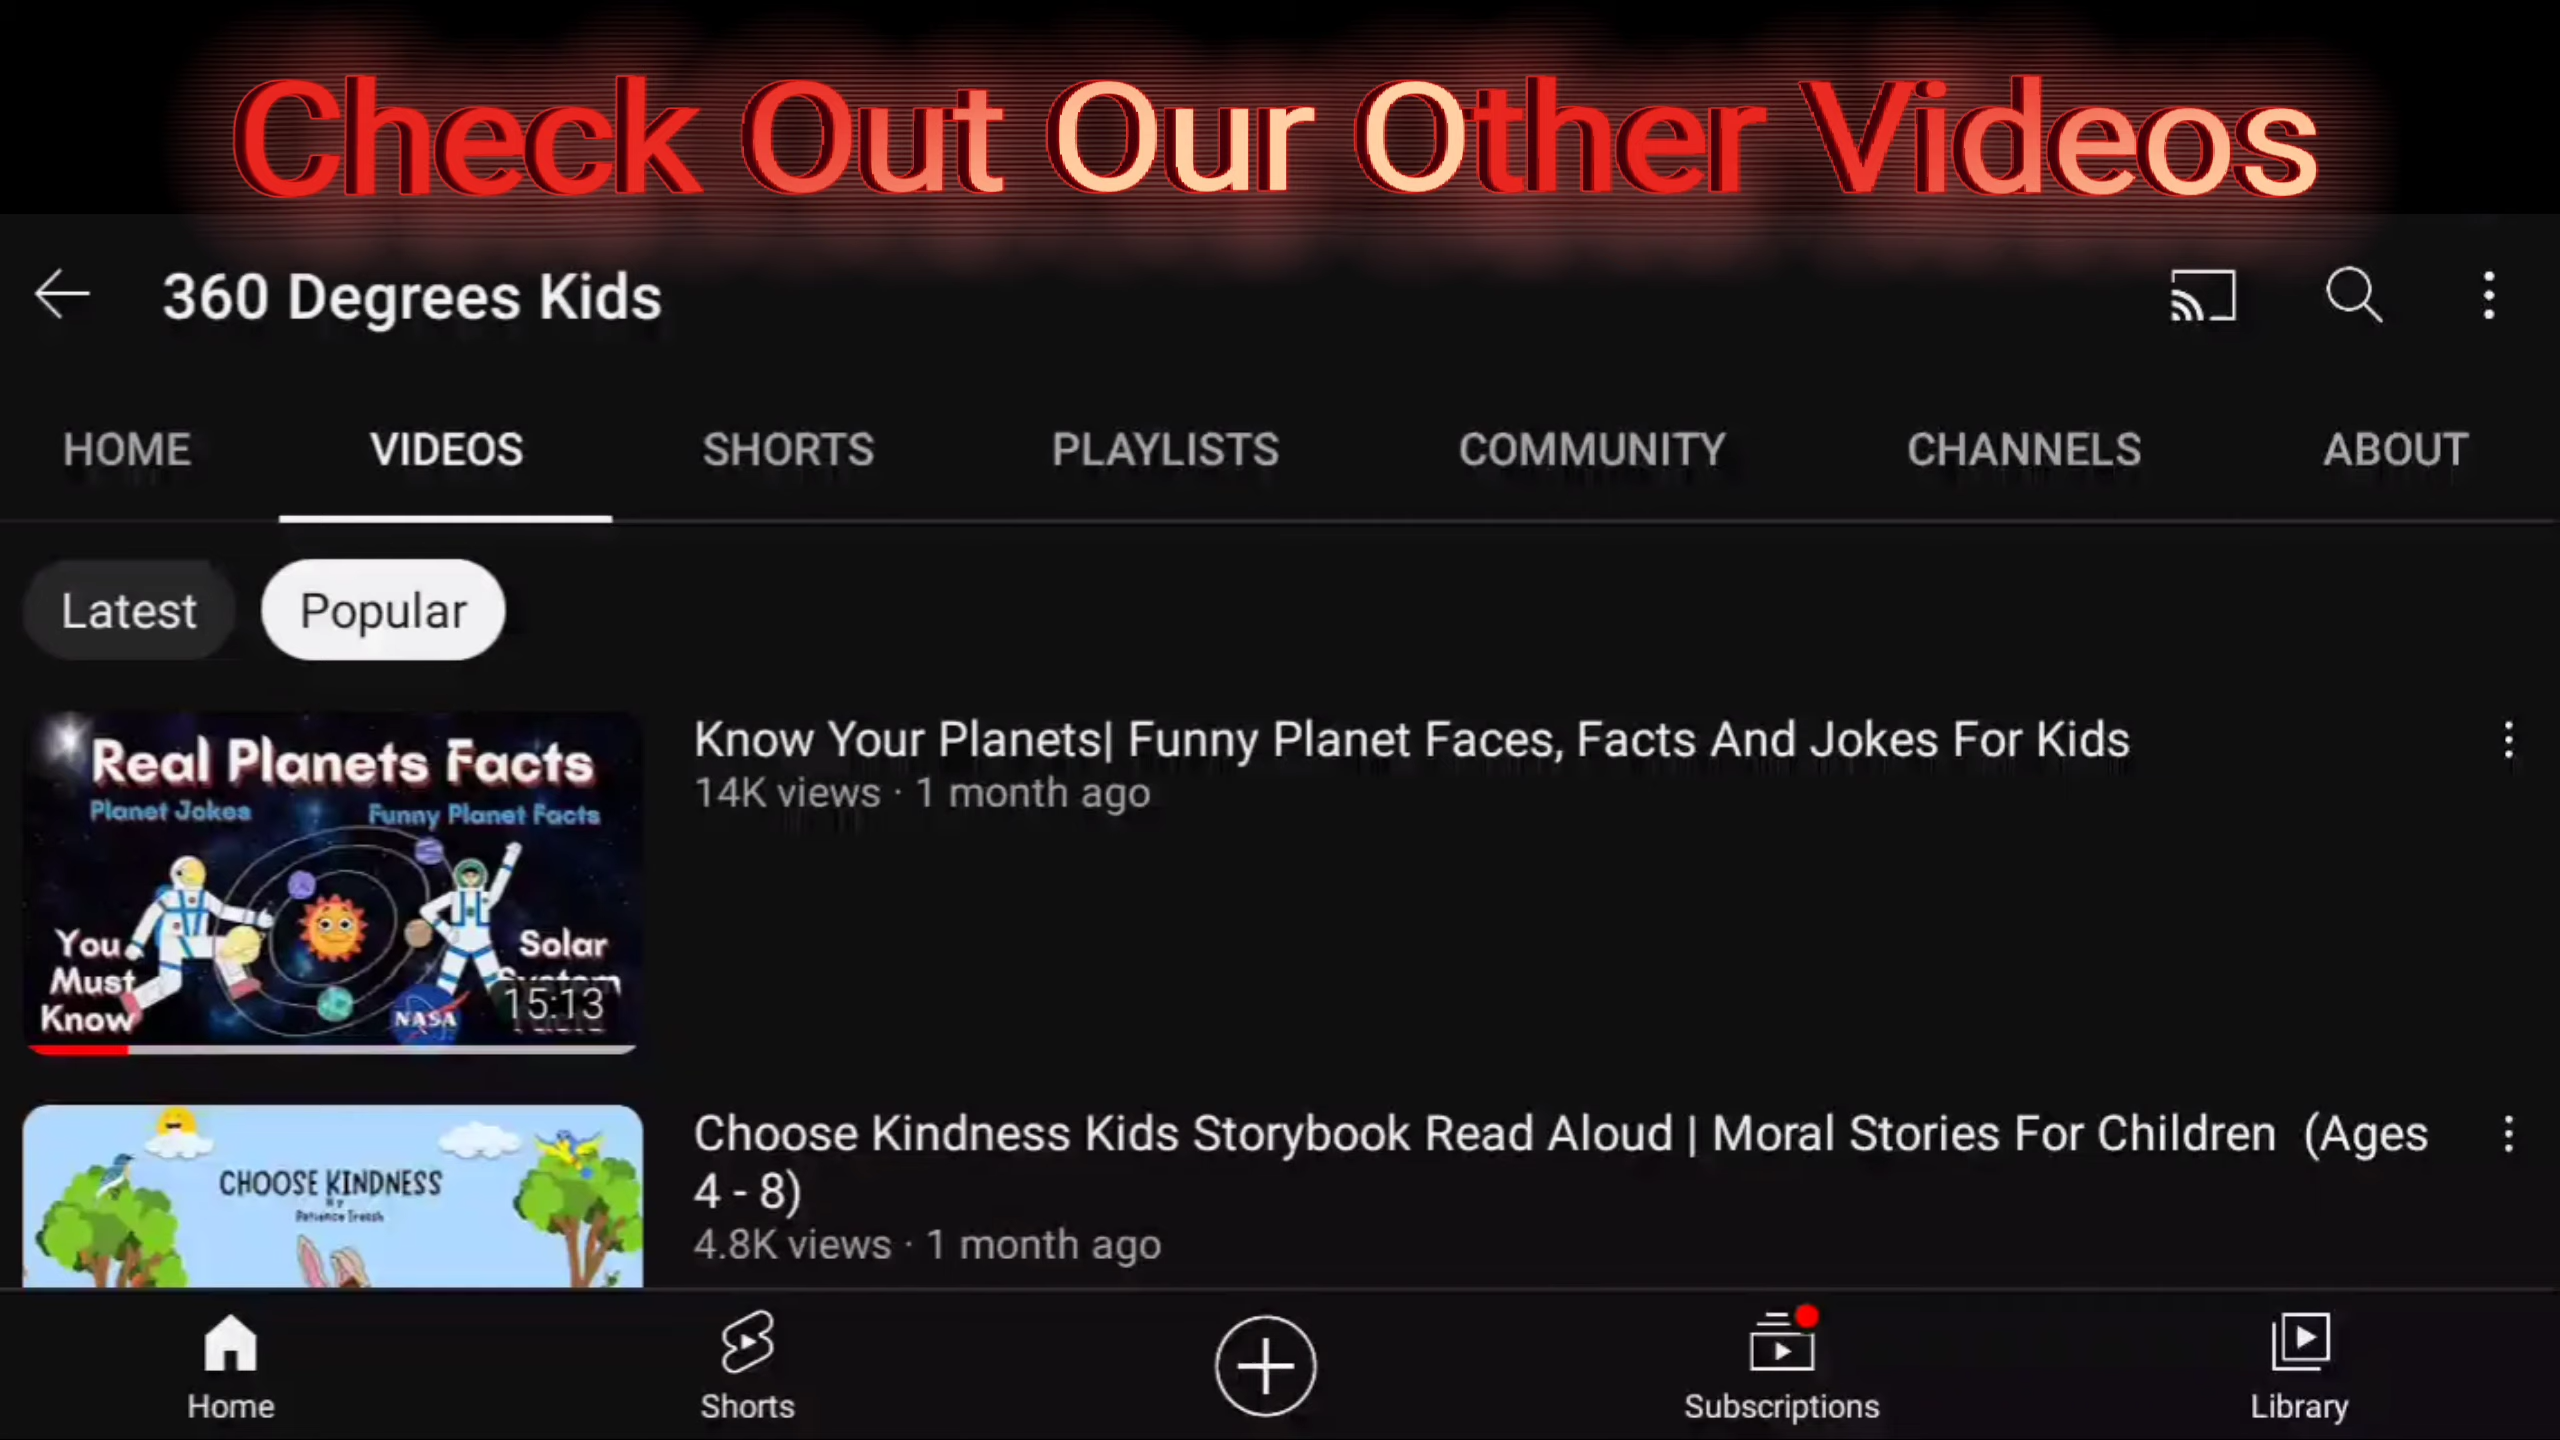 Check Out Our Other Videos
360 Degrees Kids
HOME VIDEOS SHORTS PLAYLISTS COMMUNITY CHANNELS ABOUT
Latest Popular
Real Planets Facts
Planet Jokes Funny Planet Facts
You
Must
Know
Solar
NASA
15:13
Know Your Planets| Funny Planet Faces, Facts And Jokes For Kids
14K views · 1 month ago
CHOOSE KINDNESS
By
Choose Kindness Kids Storybook Read Aloud | Moral Stories For Children (Ages
4 - 8)
4.8K views · 1 month ago
Home Shorts Subscriptions Library